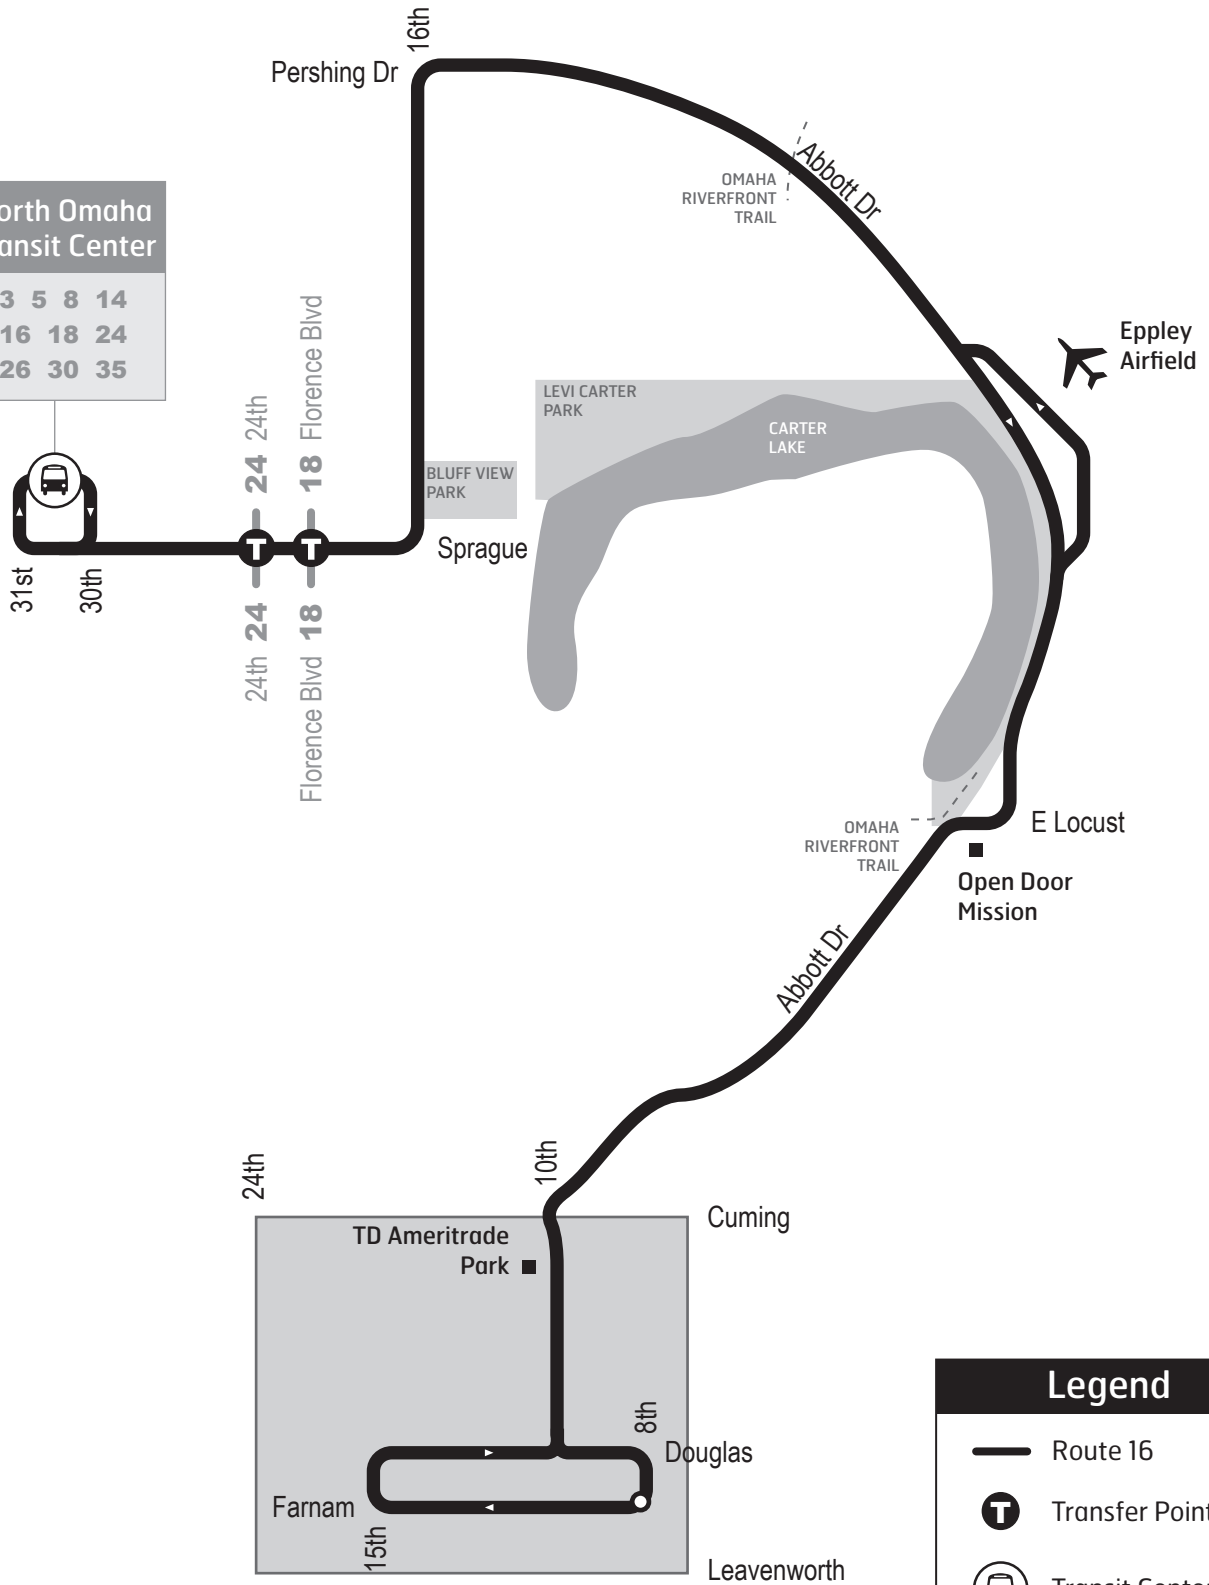 16th
Pershing Dr
Abbott Dr
OMAHA
RIVERFRONT
TRAIL
orth Omaha
ansit Center
3 5 8 14
16 18 24
26 30 35
Eppley
Airfield
24 24th
18 Florence Blvd
LEVI CARTER
PARK
CARTER
LAKE
BLUFF VIEW
PARK
T
T
Sprague
31st
30th
24th 24
Florence Blvd 18
OMAHA
RIVERFRONT
TRAIL
E Locust
Open Door
Mission
Abbott Dr
24th
10th
Cuming
TD Ameritrade
Park
8th
Douglas
Farnam
15th
Leavenworth
Legend
Route 16
T Transfer Point
Transit Center